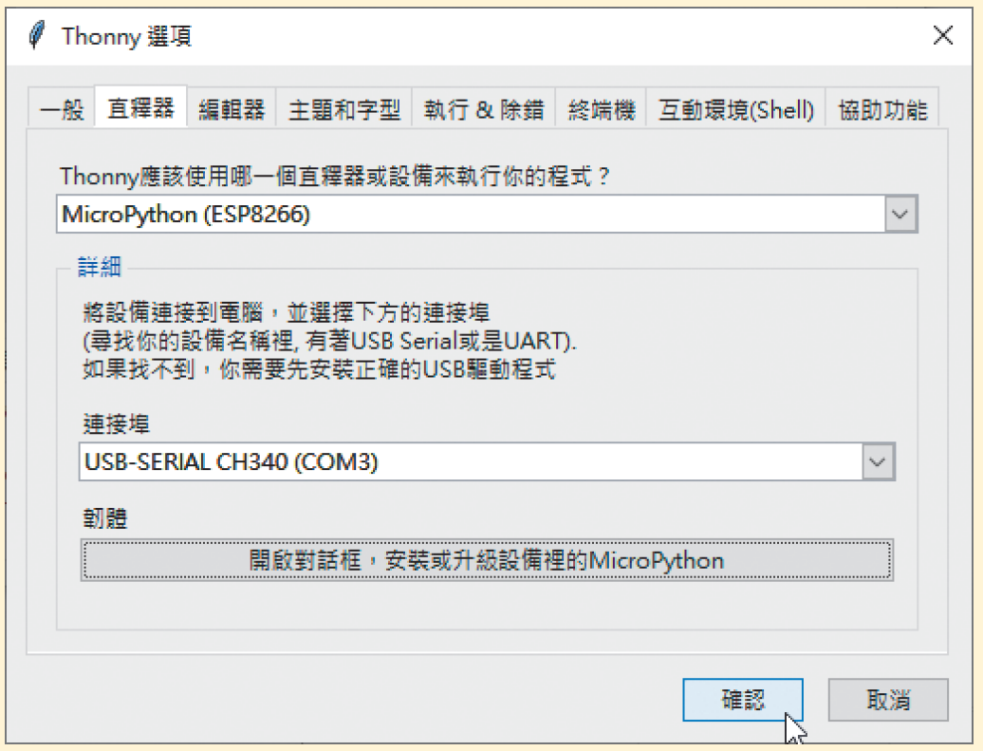 Thonny 選項
一般 直譯器 編輯器 主題和字型 執行 & 除錯 終端機 互動環境(Shell) 協助功能
Thonny應該使用哪一個直譯器或設備來執行你的程式？
MicroPython (ESP8266)
詳細
將設備連接到電腦，並選擇下方的連接埠
(尋找你的設備名稱裡, 有著USB Serial或是UART).
如果找不到，你需要先安裝正確的USB驅動程式
連接埠
USB-SERIAL CH340 (COM3)
韌體
開啟對話框，安裝或升級設備裡的MicroPython
確認 取消